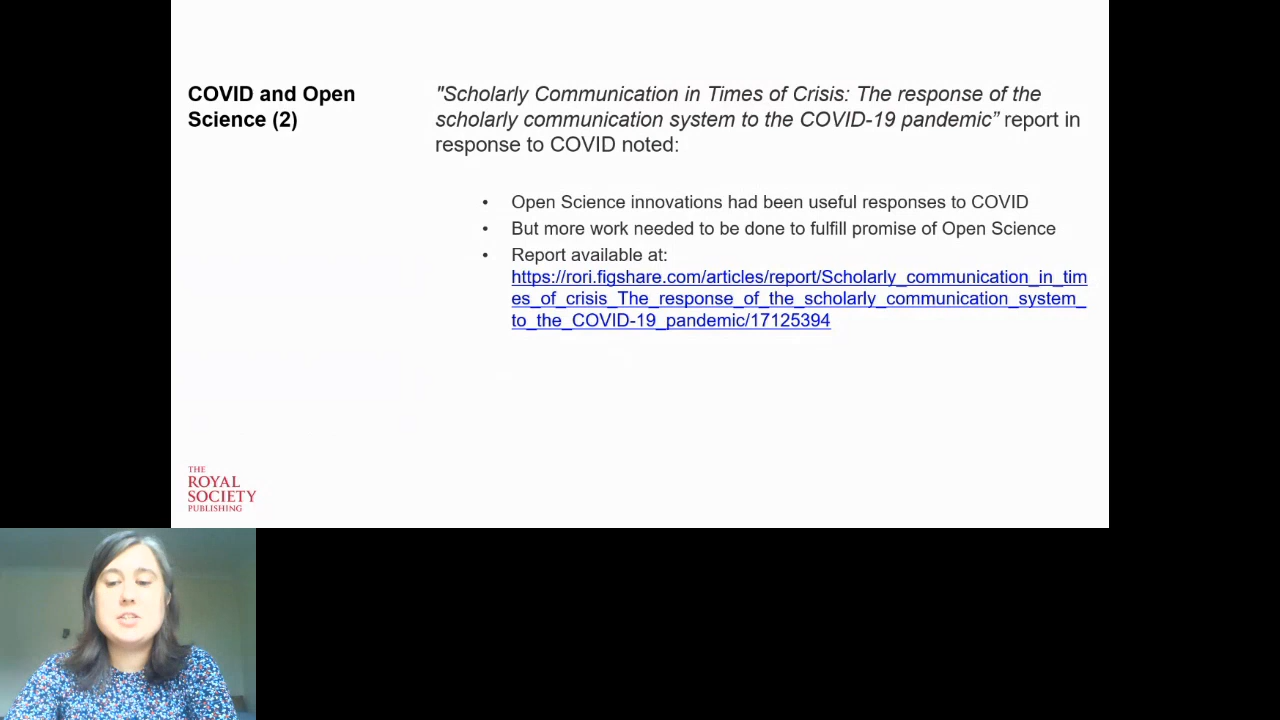 COVID and Open
Science (2)
"Scholarly Communication in Times of Crisis: The response of the
scholarly communication system to the COVID-19 pandemic” report in
response to COVID noted:
• Open Science innovations had been useful responses to COVID
• But more work needed to be done to fulfill promise of Open Science
• Report available at:
https://rori.figshare.com/articles/report/Scholarly_communication_in_tim
es_of_crisis_The_response_of_the_scholarly_communication_system_
to_the_COVID-19_pandemic/17125394
THE
ROYAL
SOCIETY
PUBLISHING